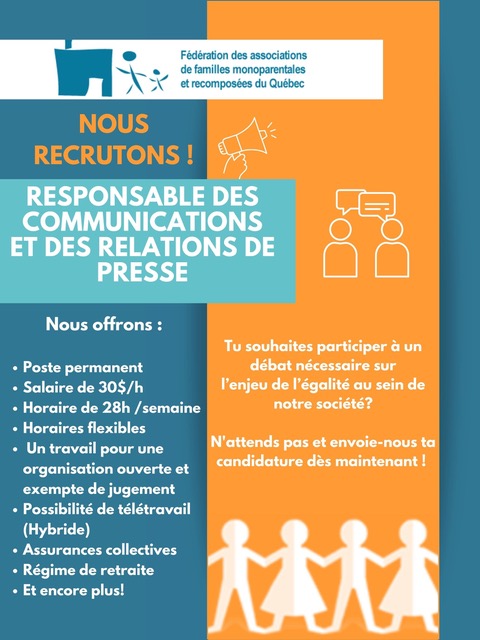 Fédération des associations
de familles monoparentales
et recomposées du Québec
NOUS
RECRUTONS !
RESPONSABLE DES
COMMUNICATIONS
ET DES RELATIONS DE
PRESSE
Nous offrons :
• Poste permanent
• Salaire de 30$/h
• Horaire de 28h /semaine
• Horaires flexibles
• Un travail pour une
organisation ouverte et
exempte de jugement
• Possibilité de télétravail
(Hybride)
• Assurances collectives
• Régime de retraite
• Et encore plus!
Tu souhaites participer à un
débat nécessaire sur
l'enjeu de l'égalité au sein de
notre société?
N'attends pas et envoie-nous ta
candidature dès maintenant !